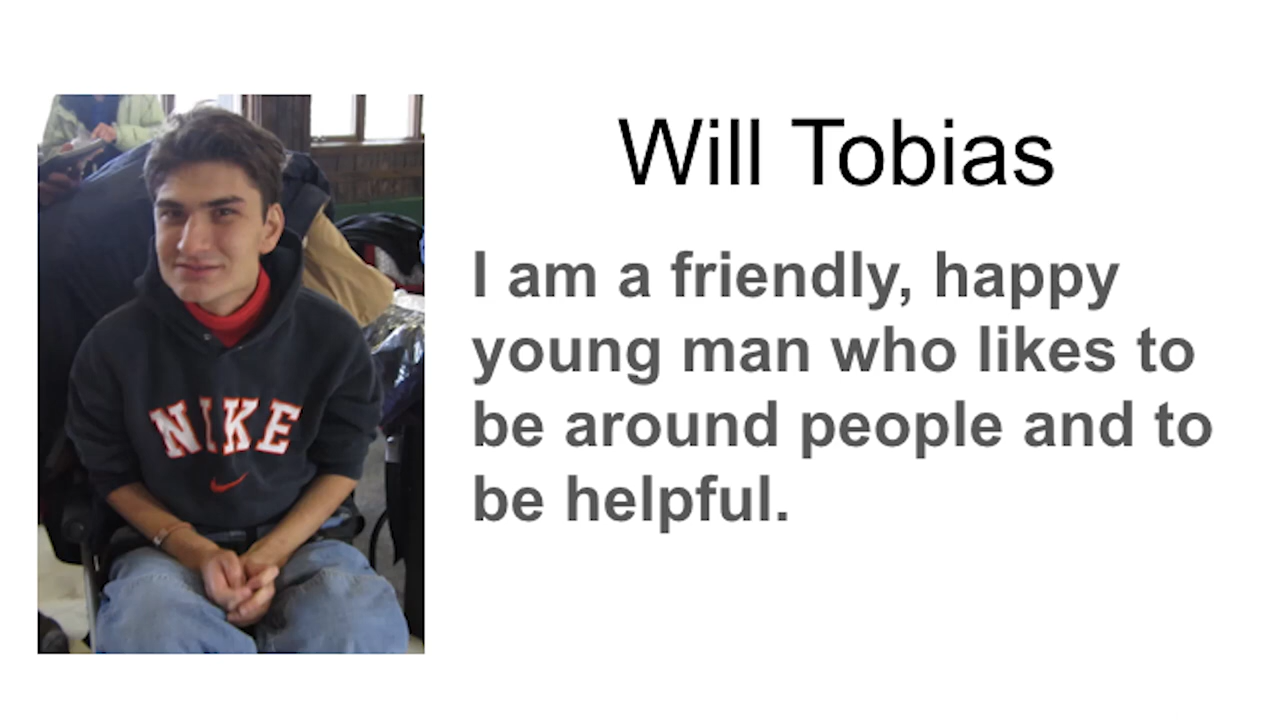 Will Tobias
I am a friendly, happy
young man who likes to
be around people and to
be helpful.
NIKE